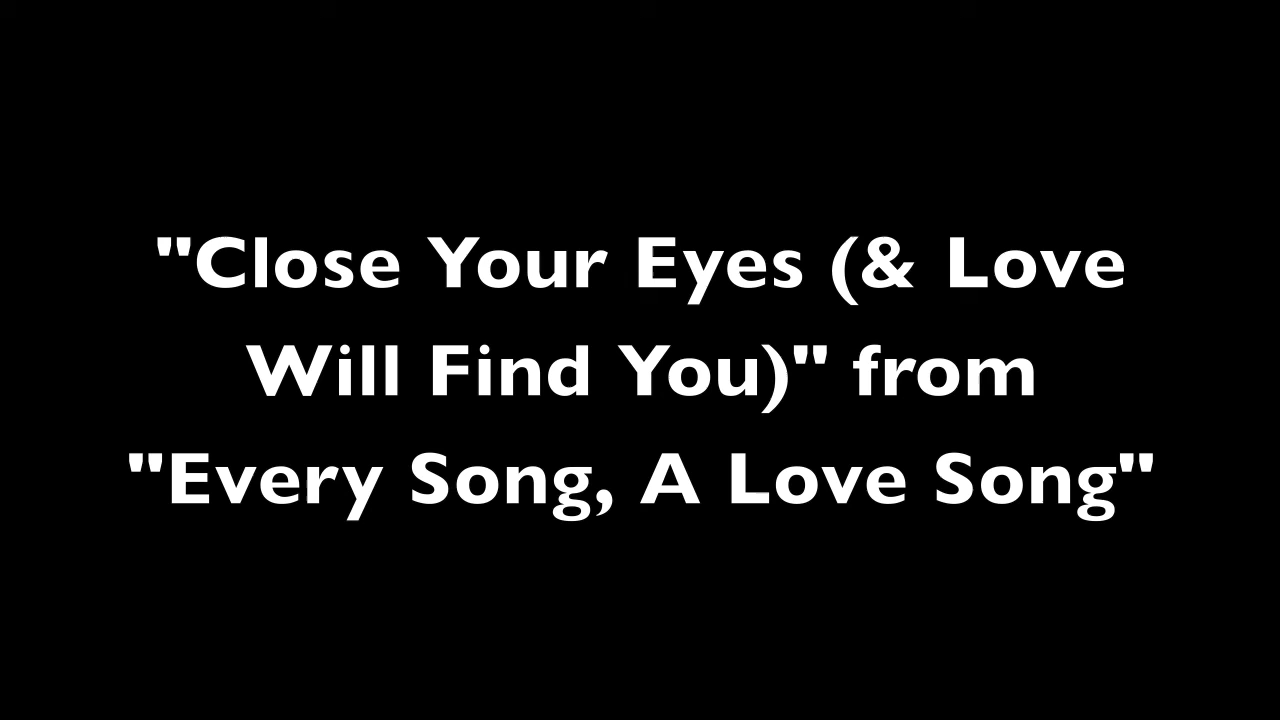 "Close Your Eyes (& Love
Will Find You)" from
"Every Song, A Love Song"